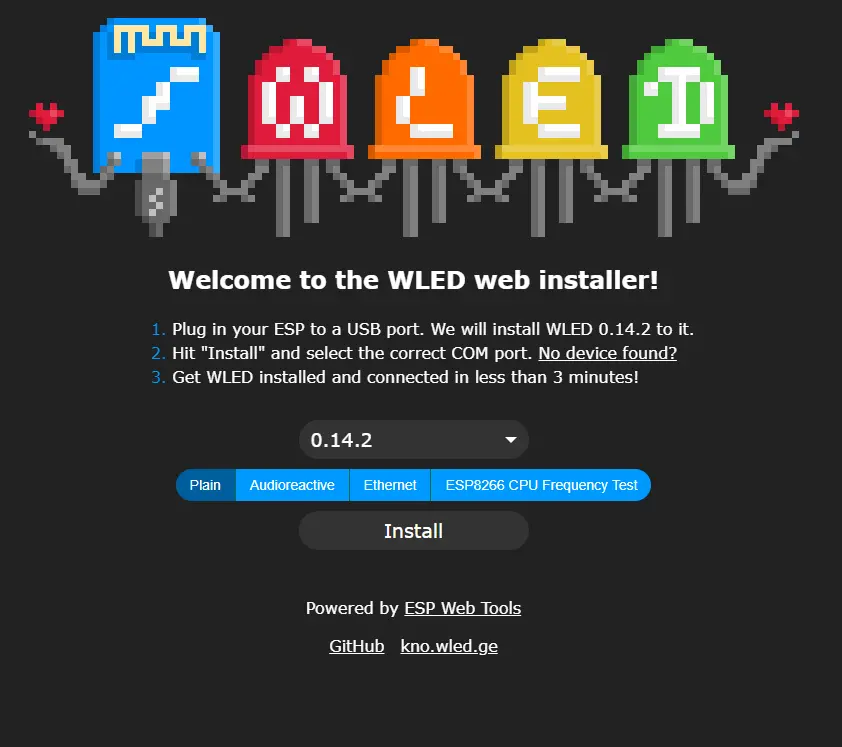 WLED
Welcome to the WLED web installer!
1. Plug in your ESP to a USB port. We will install WLED 0.14.2 to it.
2. Hit "Install" and select the correct COM port. No device found?
3. Get WLED installed and connected in less than 3 minutes!
0.14.2
Plain Audioreactive Ethernet ESP8266 CPU Frequency Test
Install
Powered by ESP Web Tools
GitHub kno.wled.ge